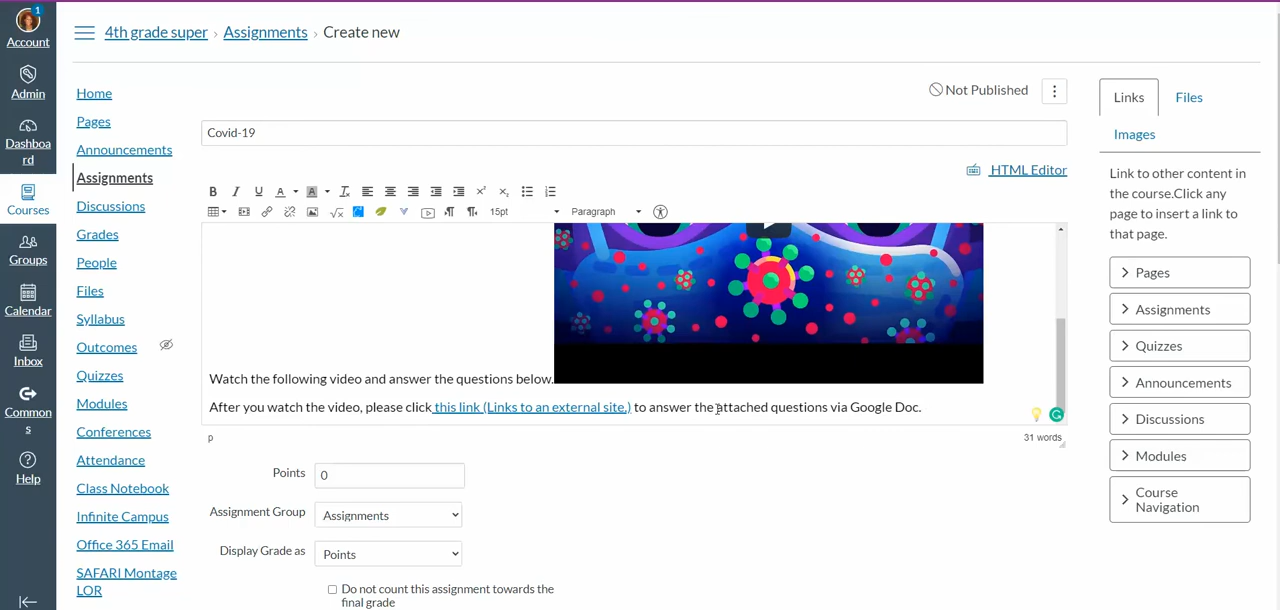 1
Account
Admin
Dashboa
rd
Courses
Groups
Calendar
Inbox
Common
s
Help
4th grade super › Assignments › Create new
Home
Pages
Announcements
Assignments
Discussions
Grades
People
Files
Syllabus
Outcomes
Quizzes
Modules
Conferences
Attendance
Class Notebook
Infinite Campus
Office 365 Email
SAFARI Montage
LOR
Not Published
Covid-19
HTML Editor
B I U A A
15pt Paragraph
Watch the following video and answer the questions below.
After you watch the video, please click this link (Links to an external site.) to answer the attached questions via Google Doc.
p 31 words
Points 0
Assignment Group Assignments
Display Grade as Points
Do not count this assignment towards the
final grade
Links Files
Images
Link to other content in
the course.Click any
page to insert a link to
that page.
Pages
Assignments
Quizzes
Announcements
Discussions
Modules
Course
Navigation